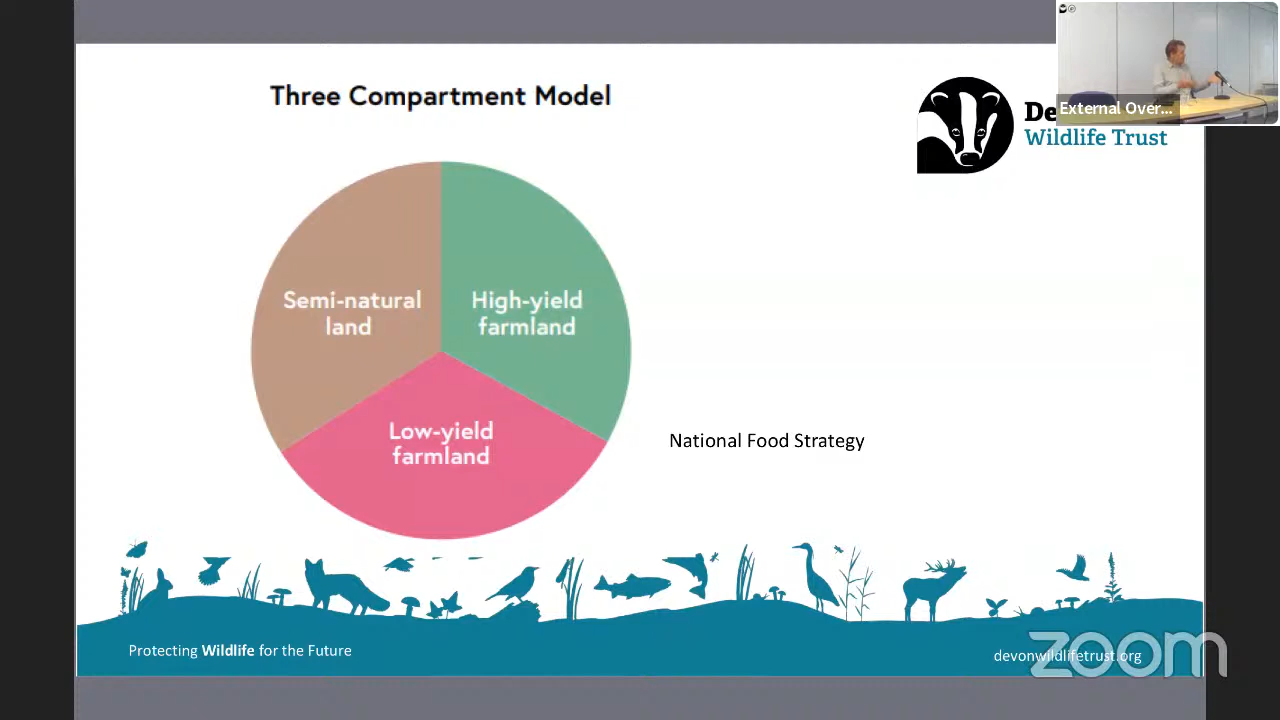 Three Compartment Model
De
Wildlife Trust
External Over...
Semi-natural
land
High-yield
farmland
Low-yield
farmland
National Food Strategy
Protecting Wildlife for the Future
devonwildlifetrust.org
zoom